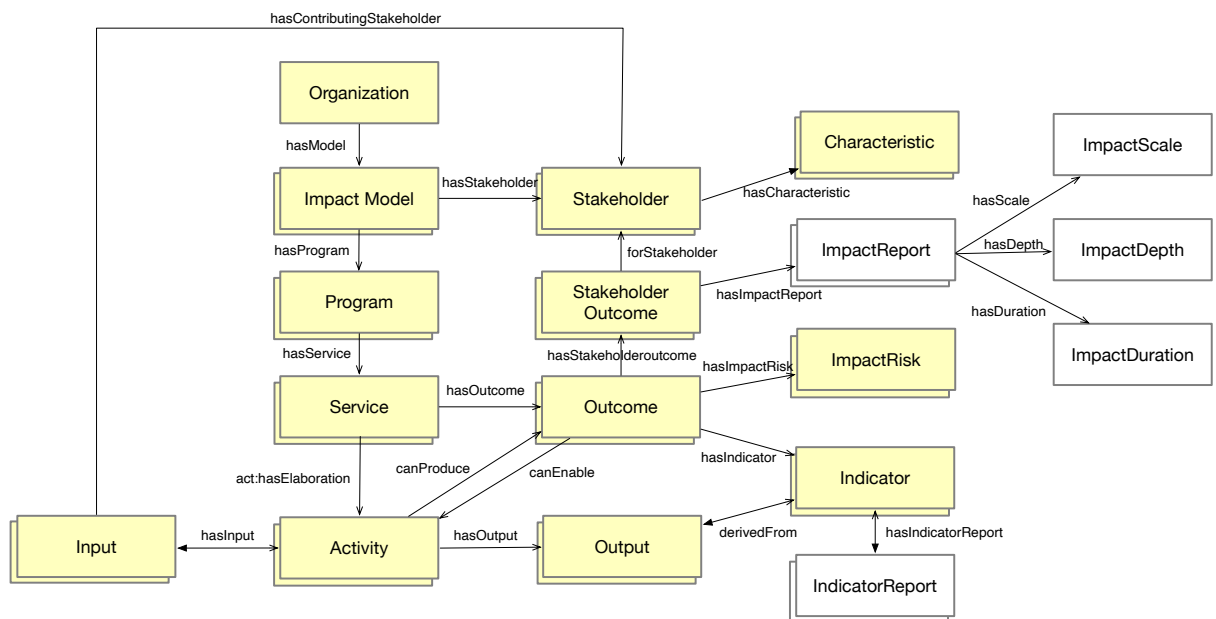 hasContributingStakeholder
Organization
hasModel
Characteristic
ImpactScale
Impact Model
hasStakeholder
Stakeholder
hasCharacteristic
hasScale
hasProgram
forStakeholder
ImpactReport
hasDepth
ImpactDepth
Program
Stakeholder
Outcome
hasImpactReport
hasDuration
hasService
hasStakeholderoutcome
hasImpactRisk
ImpactRisk
ImpactDuration
Service
hasOutcome
Outcome
act:hasElaboration
canProduce
canEnable
hasIndicator
Indicator
Input
hasInput
Activity
hasOutput
Output
derivedFrom
hasIndicatorReport
IndicatorReport